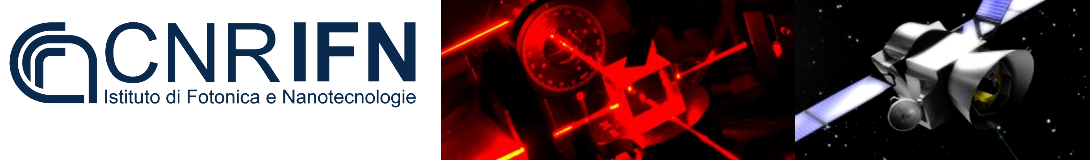 CNRIFN
Istituto di Fotonica e Nanotecnologie